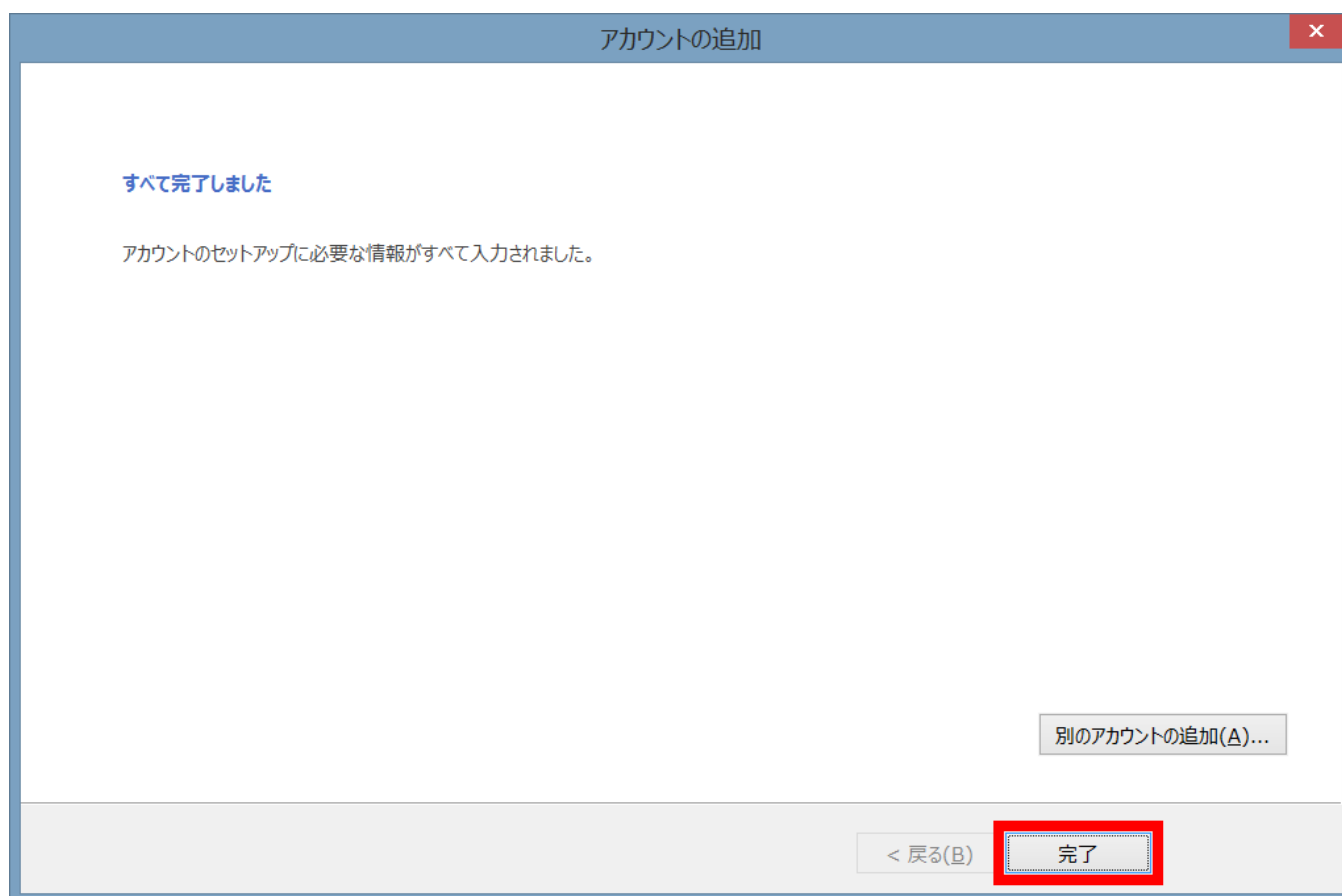 アカウントの追加
すべて完了しました
アカウントのセットアップに必要な情報がすべて入力されました。
別のアカウントの追加(A)...
< 戻る(B)
完了